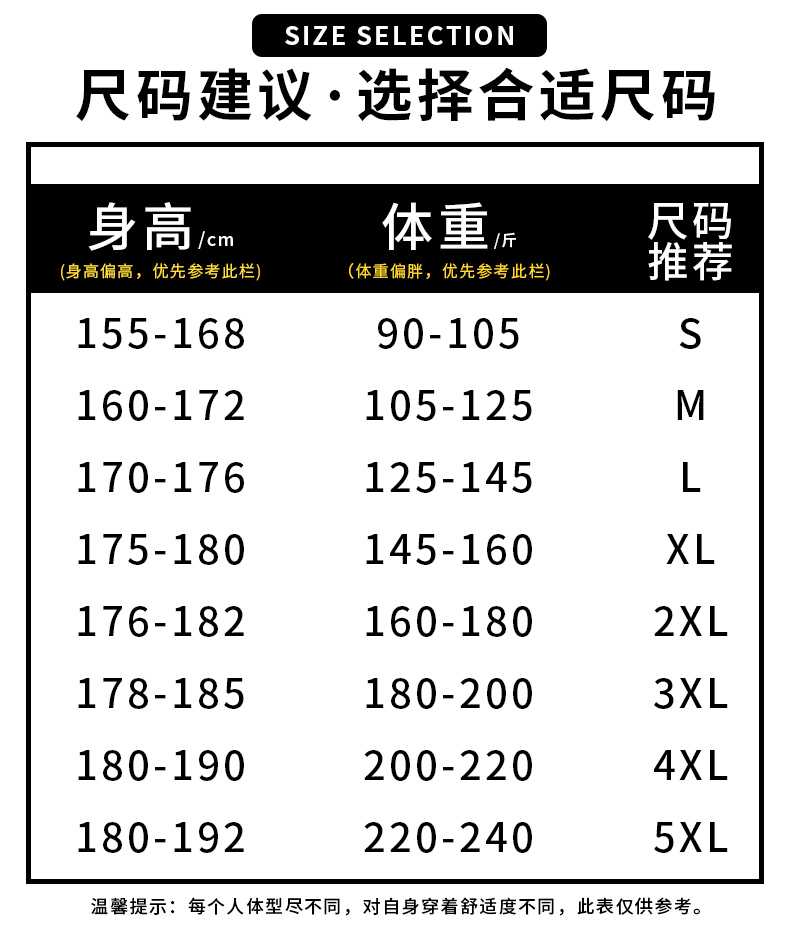 SIZE SELECTION
尺码建议·选择合适尺码
身高/cm 体重/斤 尺码推荐
(身高偏高，优先参考此栏) （体重偏胖，优先参考此栏)
155-168 90-105 S
160-172 105-125 M
170-176 125-145 L
175-180 145-160 XL
176-182 160-180 2XL
178-185 180-200 3XL
180-190 200-220 4XL
180-192 220-240 5XL
温馨提示：每个人体型尽不同，对自身穿着舒适度不同，此表仅供参考。